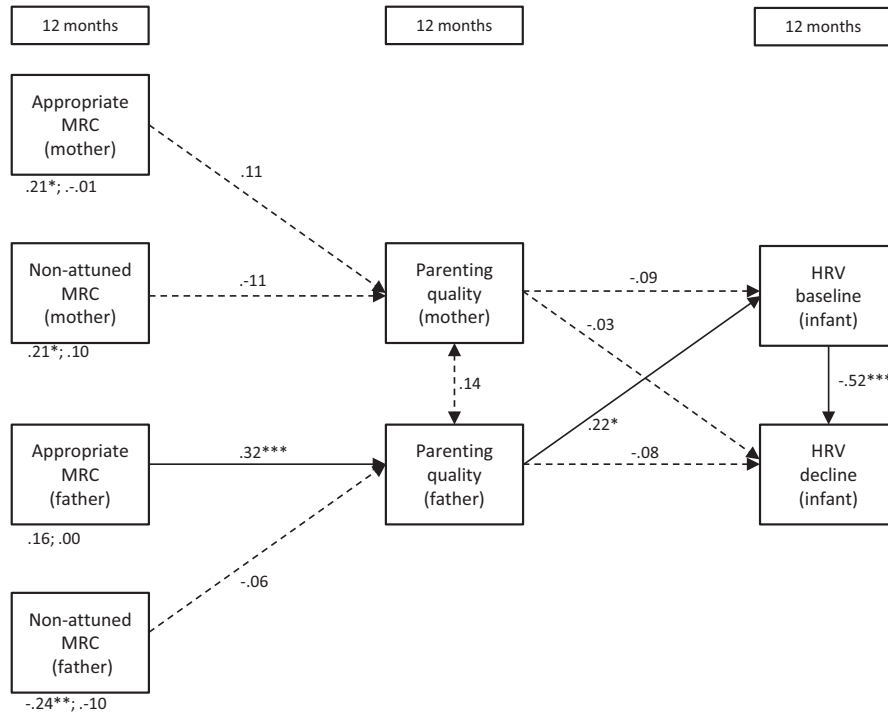 12 months
12 months
12 months
Appropriate
MRC
(mother)
.21*; .-.01
.11
Non-attuned
MRC
(mother)
.21*; .10
.-11
Parenting
quality
(mother)
-.09
-.03
HRV
baseline
(infant)
.14
-.52***
Appropriate
MRC
(father)
.16; .00
.32***
Parenting
quality
(father)
.22*
-.08
HRV
decline
(infant)
-.06
Non-attuned
MRC
(father)
-.24**; .-10